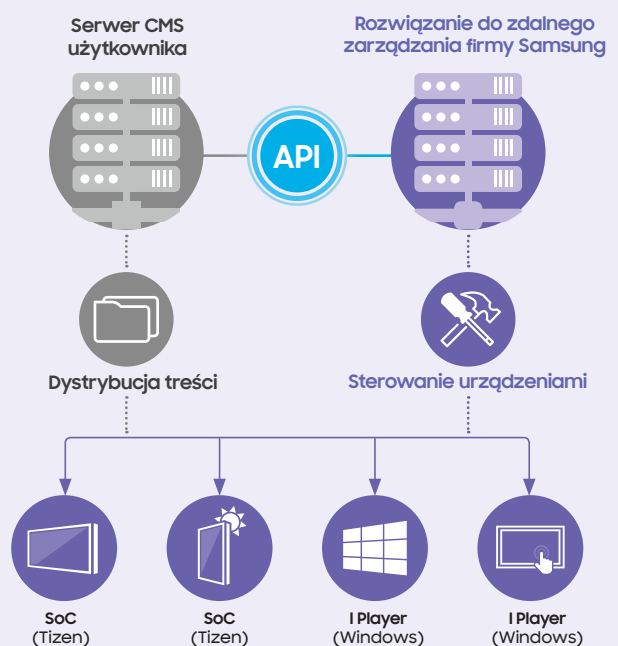 Serwer CMS
użytkownika
Rozwiązanie do zdalnego
zarządzania firmy Samsung
API
Dystrybucja treści
Sterowanie urządzeniami
SoC
(Tizen)
SoC
(Tizen)
I Player
(Windows)
I Player
(Windows)